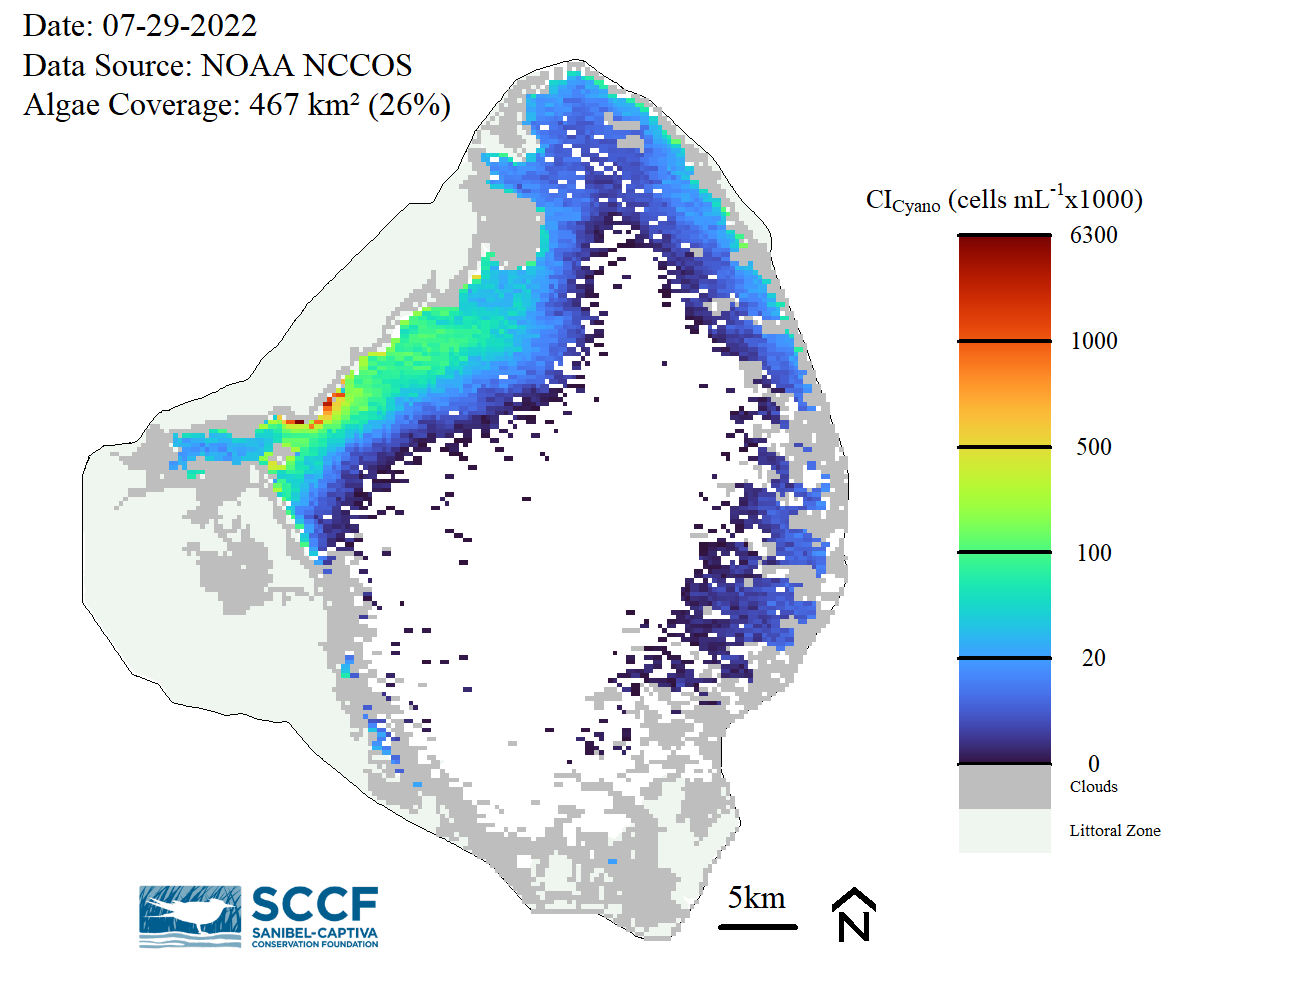 Date: 07-29-2022
Data Source: NOAA NCCOS
Algae Coverage: 467 km² (26%)
CICyano (cells mL-1x1000)
6300
1000
500
100
20
0
Clouds
Littoral Zone
5km
N
SCCF
SANIBEL-CAPTIVA
CONSERVATION FOUNDATION